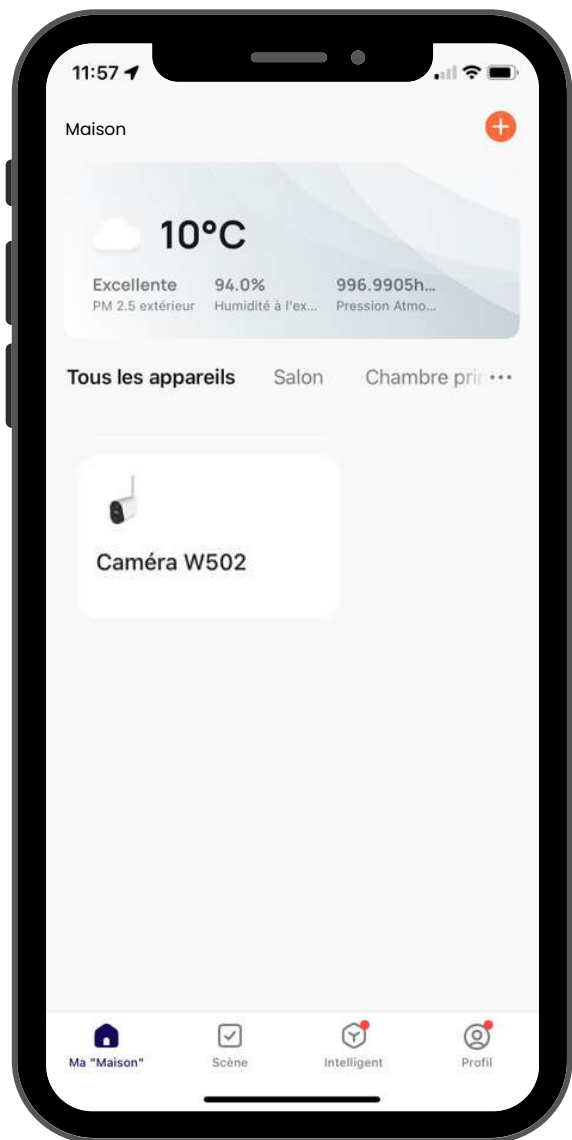 11:57
Maison
10°C
Excellente 94.0% 996.9905h...
PM 2.5 extérieur Humidité à l'ex... Pression Atmo...
Tous les appareils Salon Chambre prir ...
Caméra W502
Ma "Maison" Scène Intelligent Profil